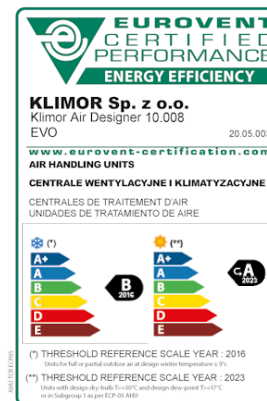 EUROVENT
CERTIFIED
PERFORMANCE
ENERGY EFFICIENCY
KLIMOR Sp. z o.o.
Klimor Air Designer 10.008
EVO
20.05.003
www.eurovent-certification.com
AIR HANDLING UNITS
CENTRALE WENTYLACYJNE I KLIMATYZACYJNE
CENTRALES DE TRAITEMENT D'AIR
UNIDADES DE TRATAMIENTO DE AIRE
(*) (**)
A+ A+
A A
B B
C C
D D
E E
B
2016
A
2023
(*) THRESHOLD REFERENCE SCALE YEAR : 2016
Units for full or partial outdoor air at design winter temperature ≤ 9°C
(**) THRESHOLD REFERENCE SCALE YEAR : 2023
Units with design dry-bulb T>=30°C and design dew-point T>=17°C
or in Subgroup 1 as per ECP-05 AHU